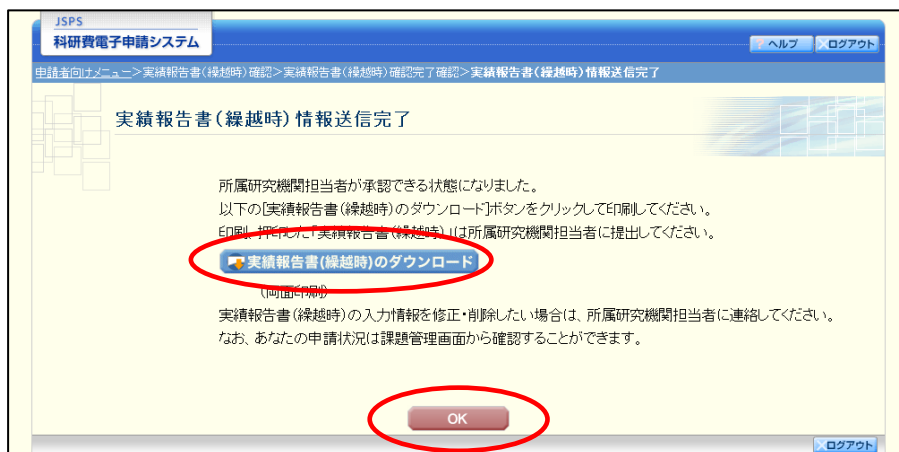 JSPS
科研費電子申請システム
? ヘルプ
ログアウト
申請者向けメニュー>実績報告書(繰越時)確認>実績報告書(繰越時)確認完了確認>実績報告書(繰越時)情報送信完了
実績報告書(繰越時)情報送信完了
所属研究機関担当者が承認できる状態になりました。
以下の[実績報告書(繰越時)のダウンロード]ボタンをクリックして印刷してください。
印刷、押印した「実績報告書(繰越時)」は所属研究機関担当者に提出してください。
実績報告書(繰越時)のダウンロード
(両面印刷)
実績報告書(繰越時)の入力情報を修正・削除したい場合は、所属研究機関担当者に連絡してください。
なお、あなたの申請状況は課題管理画面から確認することができます。
OK
ログアウト